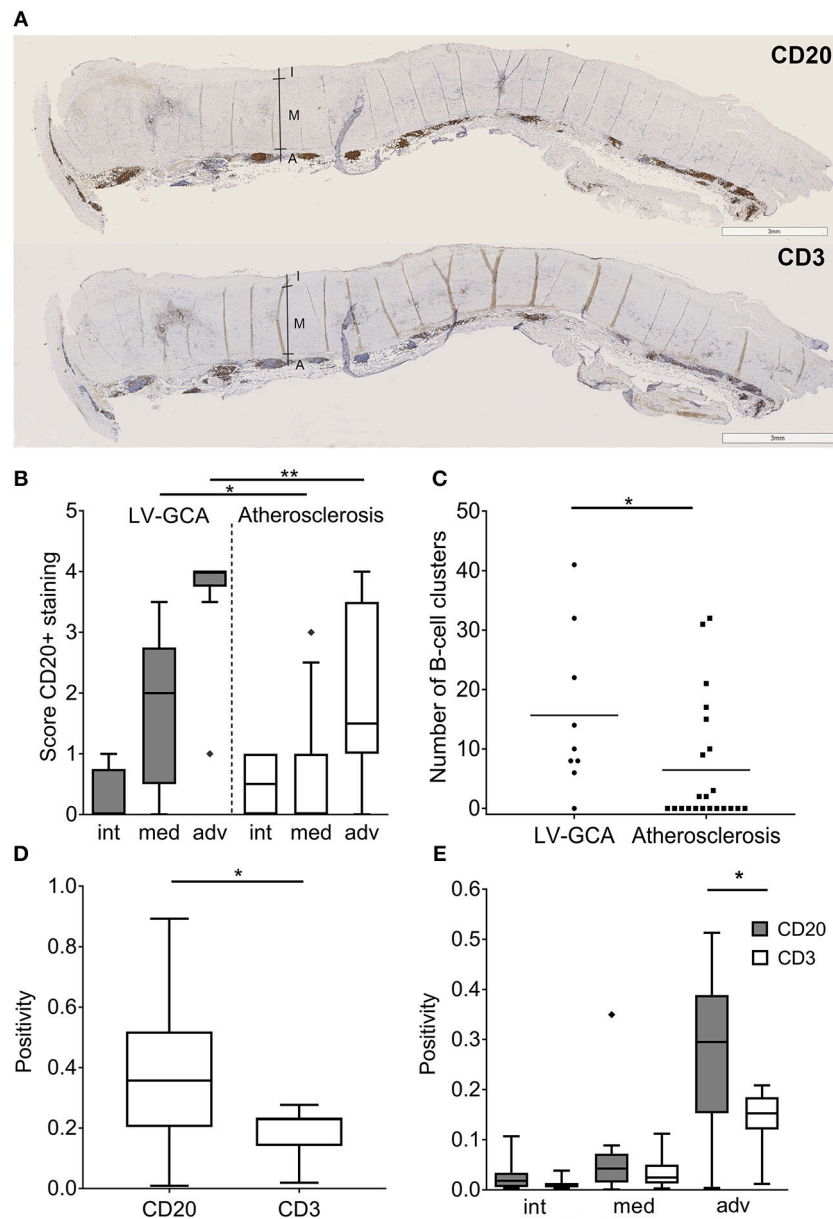 A
CD20
I
M
A
3mm
CD3
I
M
A
3mm
B
**
*
LV-GCA Atherosclerosis
5
4
3
2
1
0
Score CD20+ staining
int med adv int med adv
C
*
50
40
30
20
10
0
Number of B-cell clusters
LV-GCA Atherosclerosis
D
*
1.0
0.8
0.6
0.4
0.2
0.0
Positivity
CD20 CD3
E
*
0.6
0.5
0.4
0.3
0.2
0.1
0.0
Positivity
CD20
CD3
int med adv